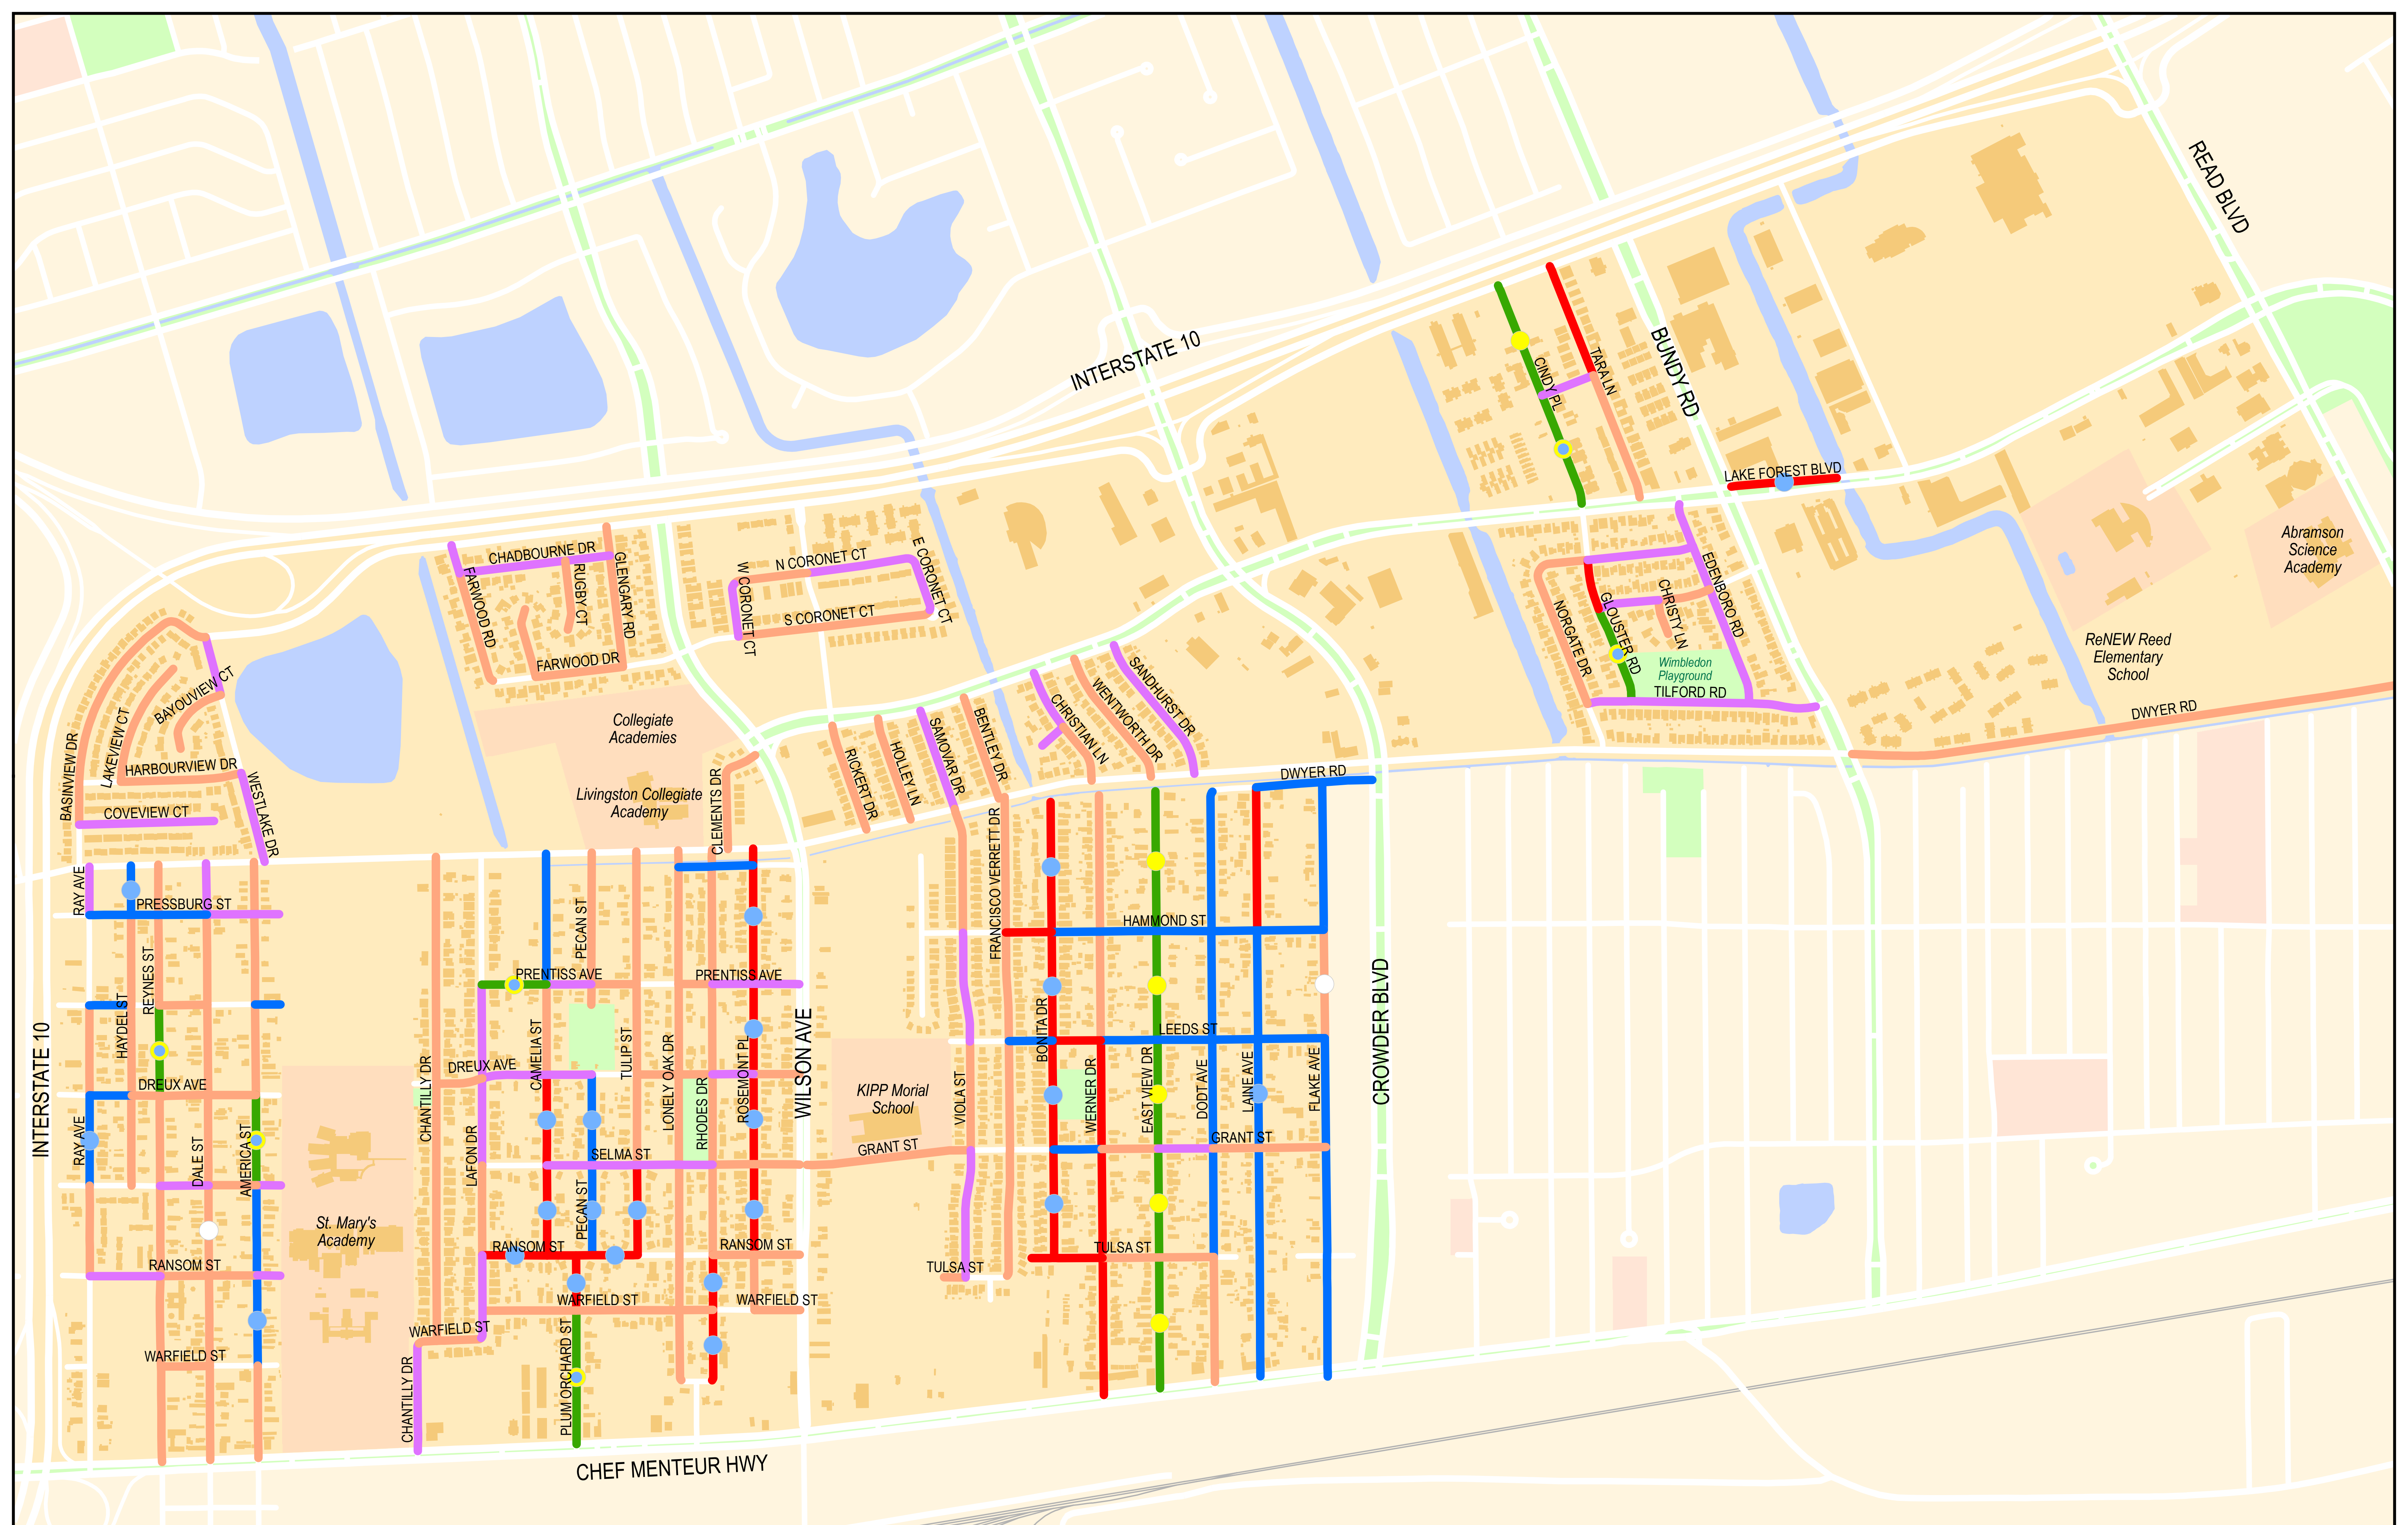 READ BLVD
INTERSTATE 10
BUNDY RD
TARA LN
CINDY PL
LAKE FOREST BLVD
Abramson
Science
Academy
CHADBOURNE DR
N CORONET CT
E CORONET CT
W CORONET CT
S CORONET CT
FARWOOD RD
RUGBY CT
GLENGARY RD
FARWOOD DR
EDENBORO RD
CHRISTY LN
GLOUSTER RD
NORGATE DR
Wimbledon
Playground
TILFORD RD
ReNEW Reed
Elementary
School
DWYER RD
BAYOUVIEW CT
LAKEVIEW CT
BASINVIEW DR
HARBOURVIEW DR
COVEVIEW CT
WESTLAKE DR
Collegiate
Academies
Livingston Collegiate
Academy
CLEMENTS DR
RICKERT DR
HOLLEY LN
SAMOVAR DR
BENTLEY DR
CHRISTIAN LN
WENTWORTH DR
SANDHURST DR
DWYER RD
RAY AVE
PRESSBURG ST
REYNES ST
HAYDEL ST
PECAN ST
PRENTISS AVE
PRENTISS AVE
FRANCISCO VERRETT DR
HAMMOND ST
INTERSTATE 10
DREUX AVE
DREUX AVE
CHANTILLY DR
CAMELIA ST
TULIP ST
LONELY OAK DR
RHODES DR
ROSEMONT PL
WILSON AVE
KIPP Morial
School
VIOLA ST
BONITA DR
WERNER DR
LEEDS ST
EAST VIEW DR
DODT AVE
LAINE AVE
FLAKE AVE
CROWDER BLVD
RAY AVE
DALE ST
AMERICA ST
LAFON DR
SELMA ST
GRANT ST
GRANT ST
St. Mary's
Academy
PECAN ST
RANSOM ST
RANSOM ST
RANSOM ST
TULSA ST
TULSA ST
WARFIELD ST
WARFIELD ST
WARFIELD ST
WARFIELD ST
CHANTILLY DR
PLUM ORCHARD ST
CHEF MENTEUR HWY